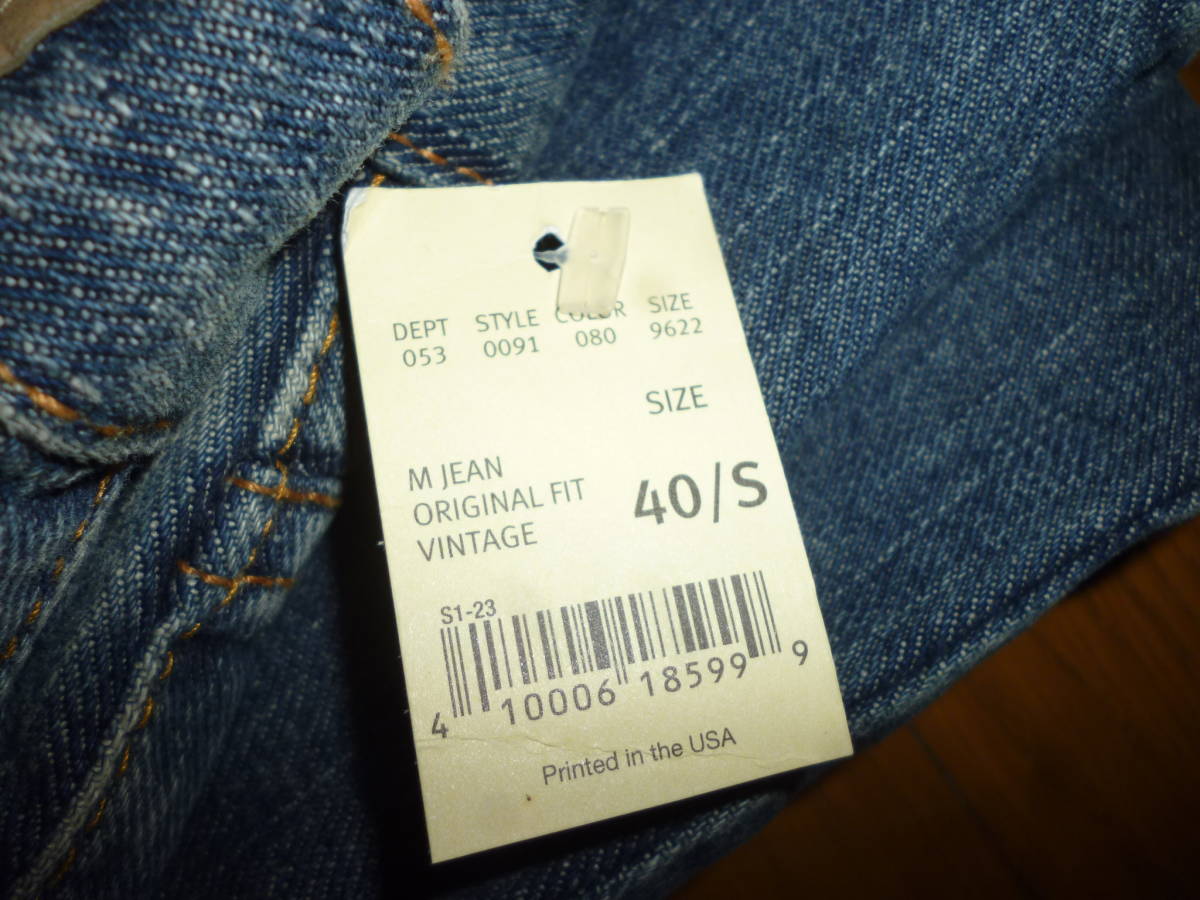 DEPT STYLE COLOR SIZE
053 0091 080 9622
SIZE
M JEAN
ORIGINAL FIT
VINTAGE
40/S
S1-23
4 10006 18599 9
Printed in the USA